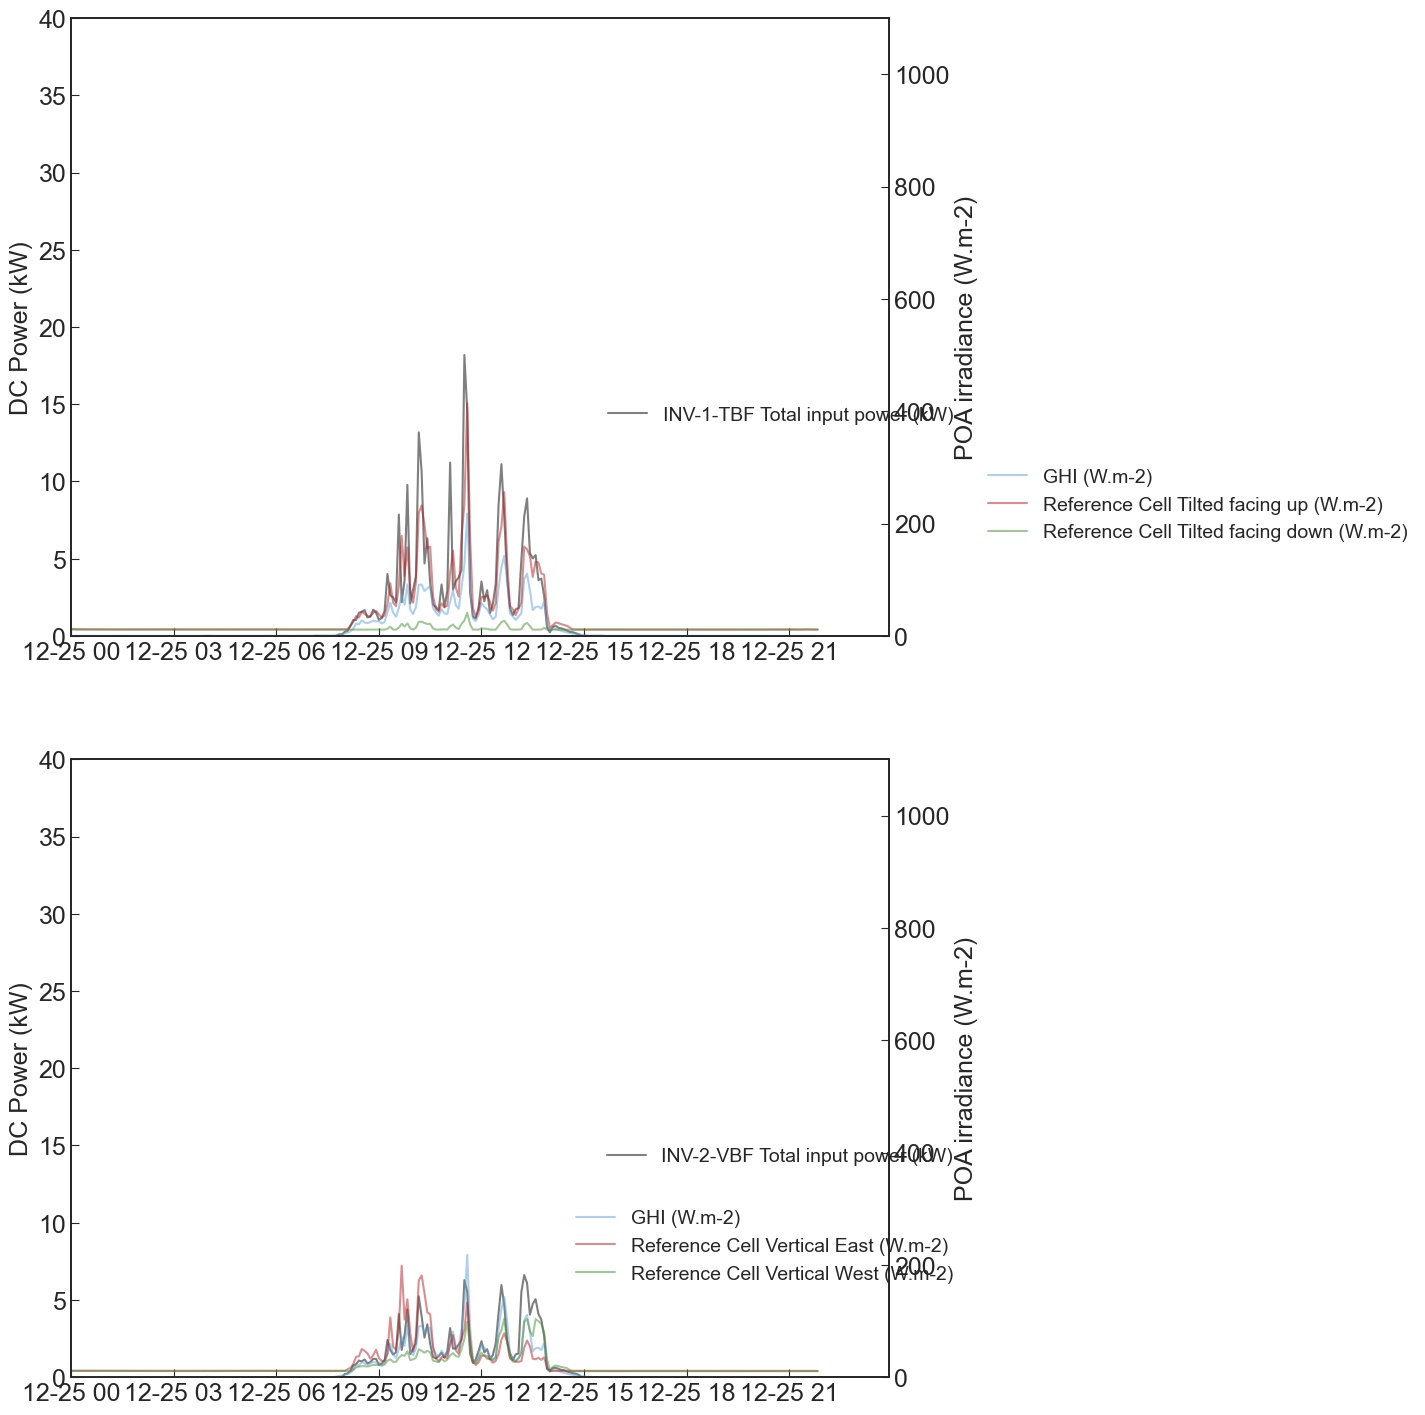 40
35
30
25
20
15
10
5
0
DC Power (kW)
1000
800
600
400
200
0
POA irradiance (W.m-2)
INV-1-TBF Total input power (kW)
GHI (W.m-2)
Reference Cell Tilted facing up (W.m-2)
Reference Cell Tilted facing down (W.m-2)
12-25 00 12-25 03 12-25 06 12-25 09 12-25 12 12-25 15 12-25 18 12-25 21
40
35
30
25
20
15
10
5
0
DC Power (kW)
1000
800
600
400
200
0
POA irradiance (W.m-2)
INV-2-VBF Total input power (kW)
GHI (W.m-2)
Reference Cell Vertical East (W.m-2)
Reference Cell Vertical West (W.m-2)
12-25 00 12-25 03 12-25 06 12-25 09 12-25 12 12-25 15 12-25 18 12-25 21